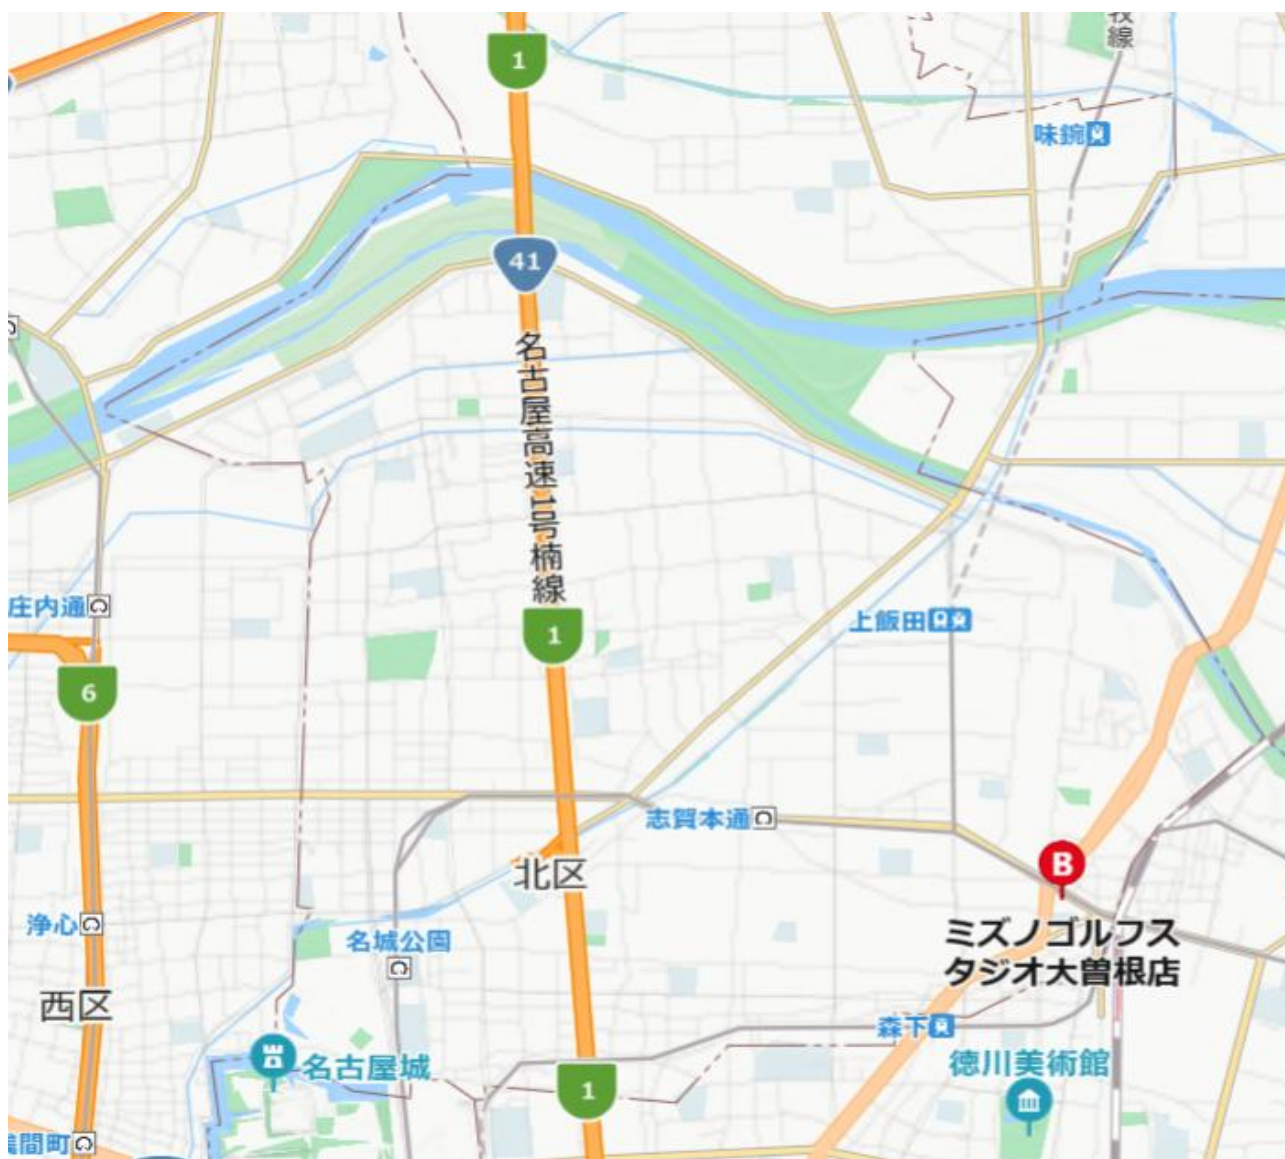 牧線
1
味鋺
41
名古屋高速1号楠線
庄内通
1
上飯田
6
志賀本通
B
北区
浄心
名城公園
ミズノゴルフス
タジオ大曽根店
西区
森下
名古屋城
徳川美術館
1
間町